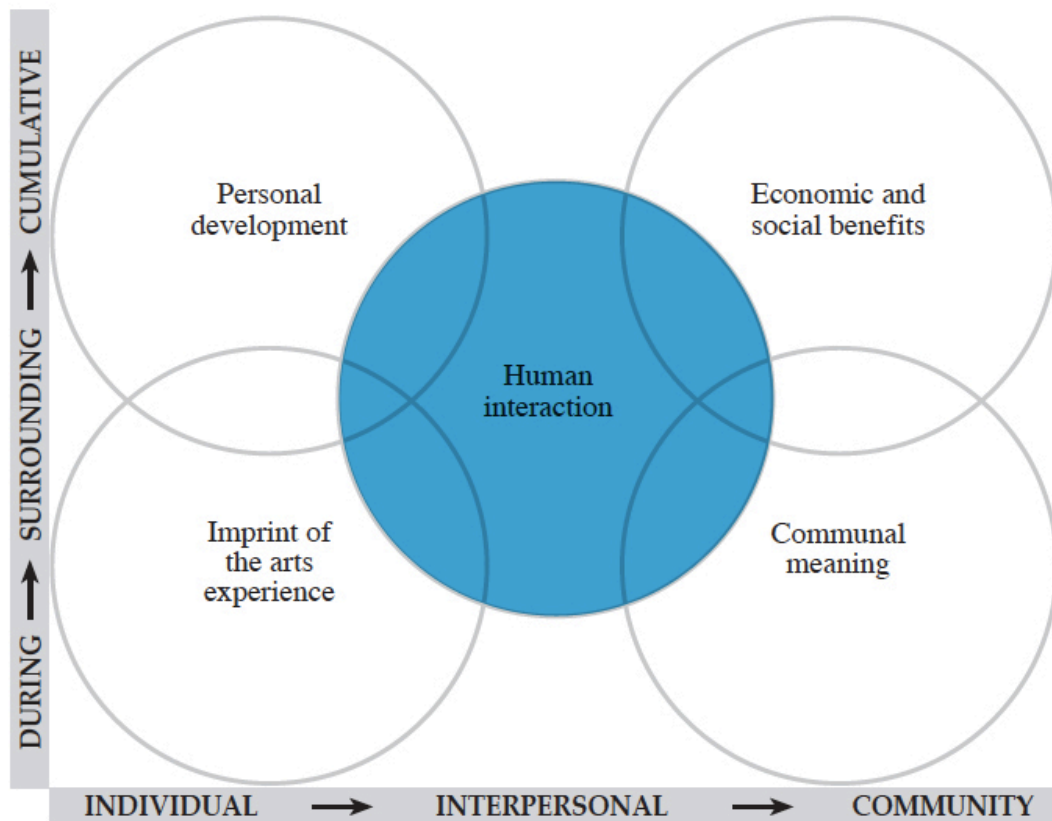 CUMULATIVE
SURROUNDING
DURING
Personal
development
Economic and
social benefits
Human
interaction
Imprint of
the arts
experience
Communal
meaning
INDIVIDUAL
INTERPERSONAL
COMMUNITY